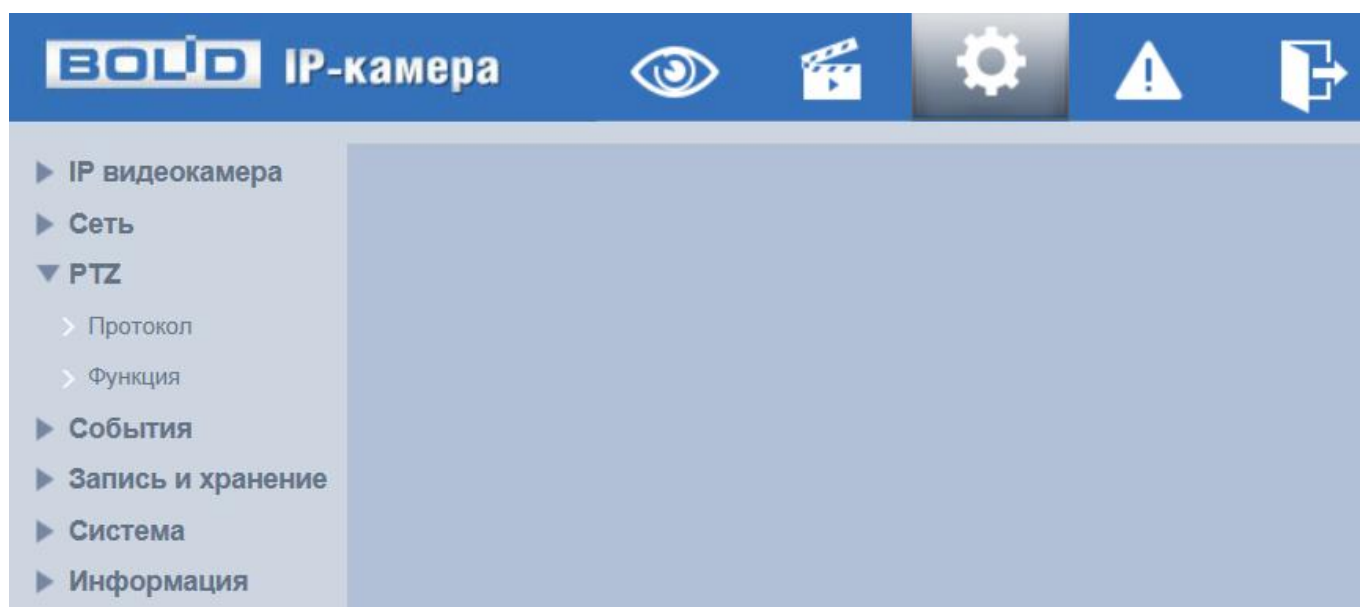 BOLID IP-камера
IP видеокамера
Сеть
PTZ
Протокол
Функция
События
Запись и хранение
Система
Информация